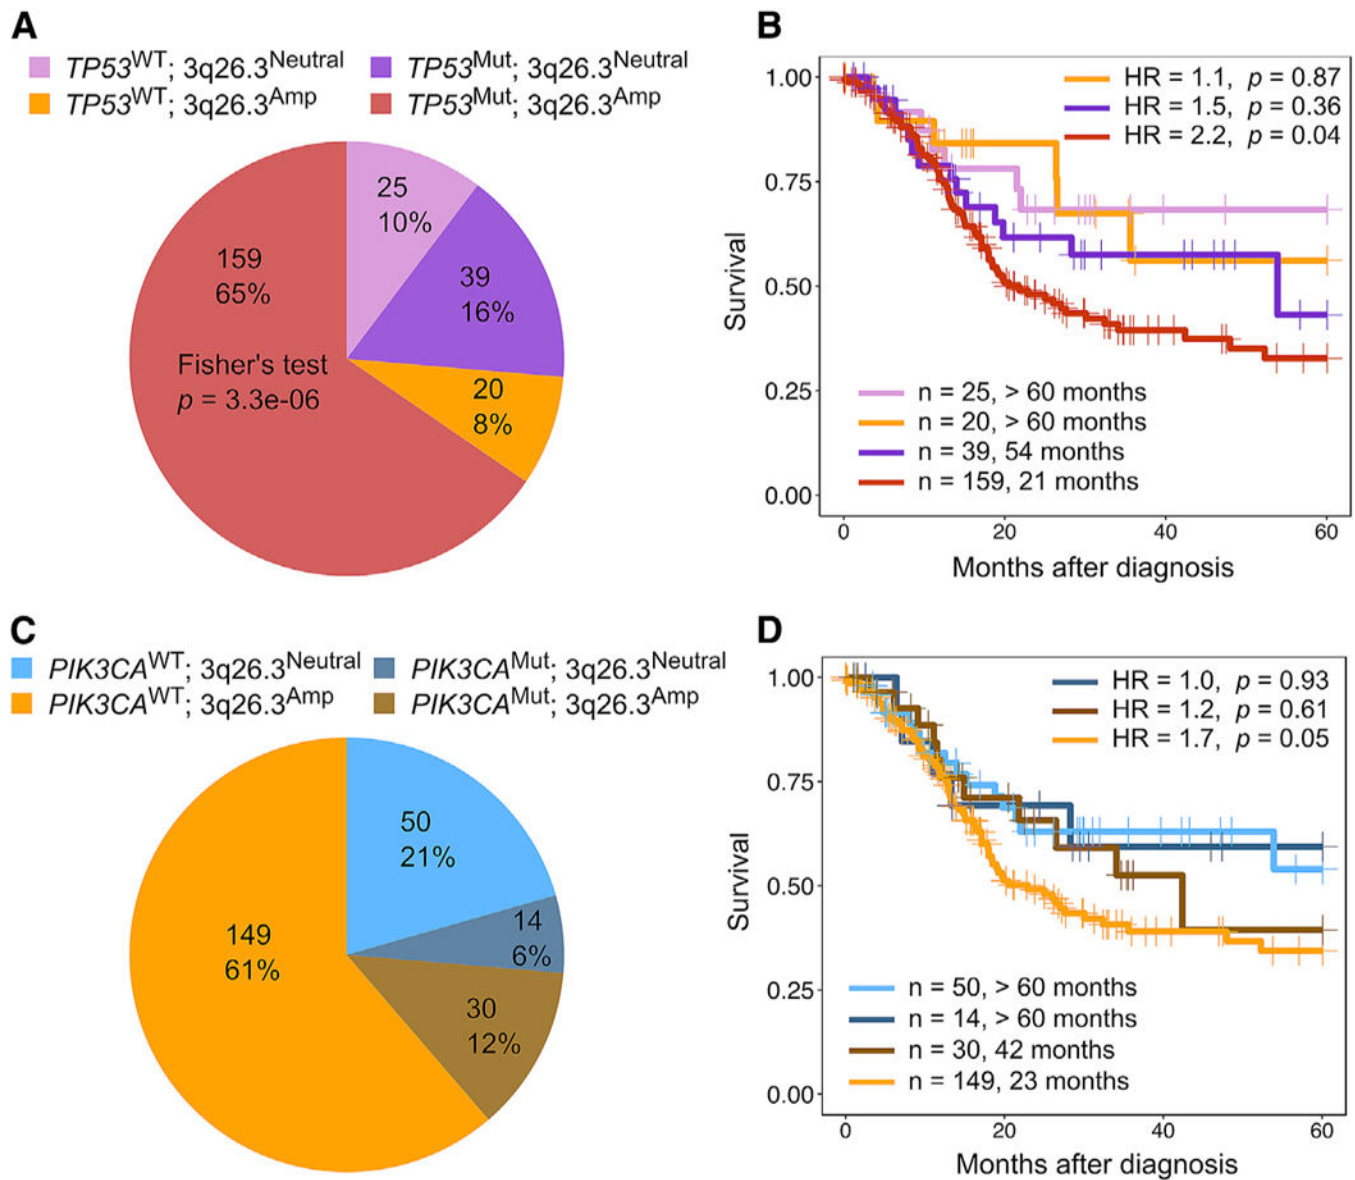 A
TP53WT; 3q26.3Neutral
TP53Mut; 3q26.3Neutral
TP53WT; 3q26.3Amp
TP53Mut; 3q26.3Amp
25
10%
39
16%
20
8%
159
65%
Fisher's test
p = 3.3e-06
B
HR = 1.1, p = 0.87
HR = 1.5, p = 0.36
HR = 2.2, p = 0.04
1.00
0.75
0.50
0.25
0.00
Survival
n = 25, > 60 months
n = 20, > 60 months
n = 39, 54 months
n = 159, 21 months
0
20
40
60
Months after diagnosis
C
PIK3CAWT; 3q26.3Neutral
PIK3CAMut; 3q26.3Neutral
PIK3CAWT; 3q26.3Amp
PIK3CAMut; 3q26.3Amp
50
21%
14
6%
30
12%
149
61%
D
HR = 1.0, p = 0.93
HR = 1.2, p = 0.61
HR = 1.7, p = 0.05
1.00
0.75
0.50
0.25
0.00
Survival
n = 50, > 60 months
n = 14, > 60 months
n = 30, 42 months
n = 149, 23 months
0
20
40
60
Months after diagnosis